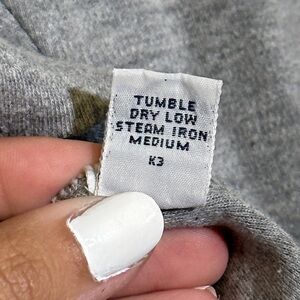 TUMBLE
DRY LOW
STEAM IRON
MEDIUM
K3